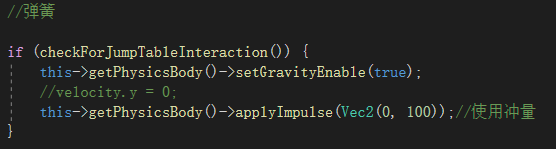 //弹簧
if (checkForJumpTableInteraction()) {
this->getPhysicsBody()->setGravityEnable(true);
//velocity.y = 0;
this->getPhysicsBody()->applyImpulse(Vec2(0, 100));//使用冲量
}